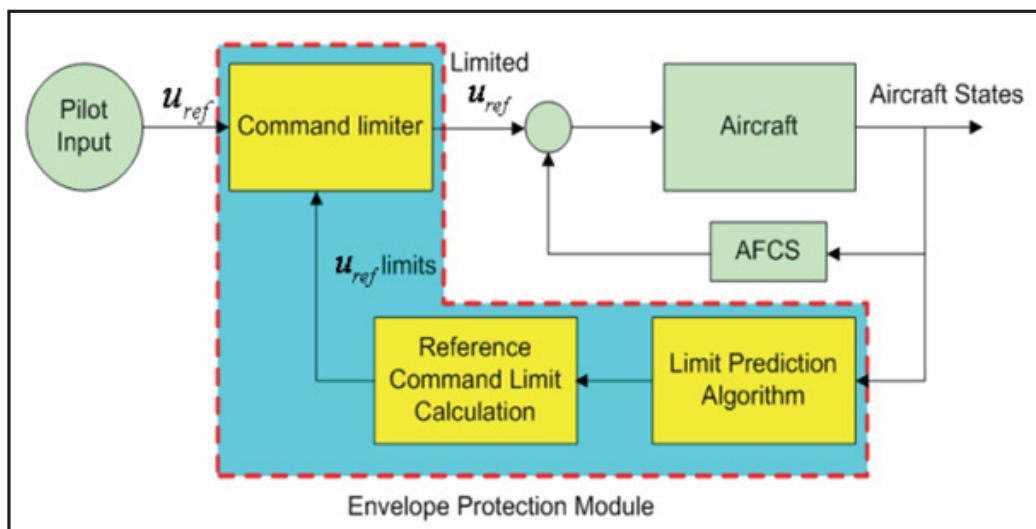 Pilot
Input
u_ref
Command limiter
Limited
u_ref
Aircraft
Aircraft States
AFCS
u_ref limits
Reference
Command Limit
Calculation
Limit Prediction
Algorithm
Envelope Protection Module